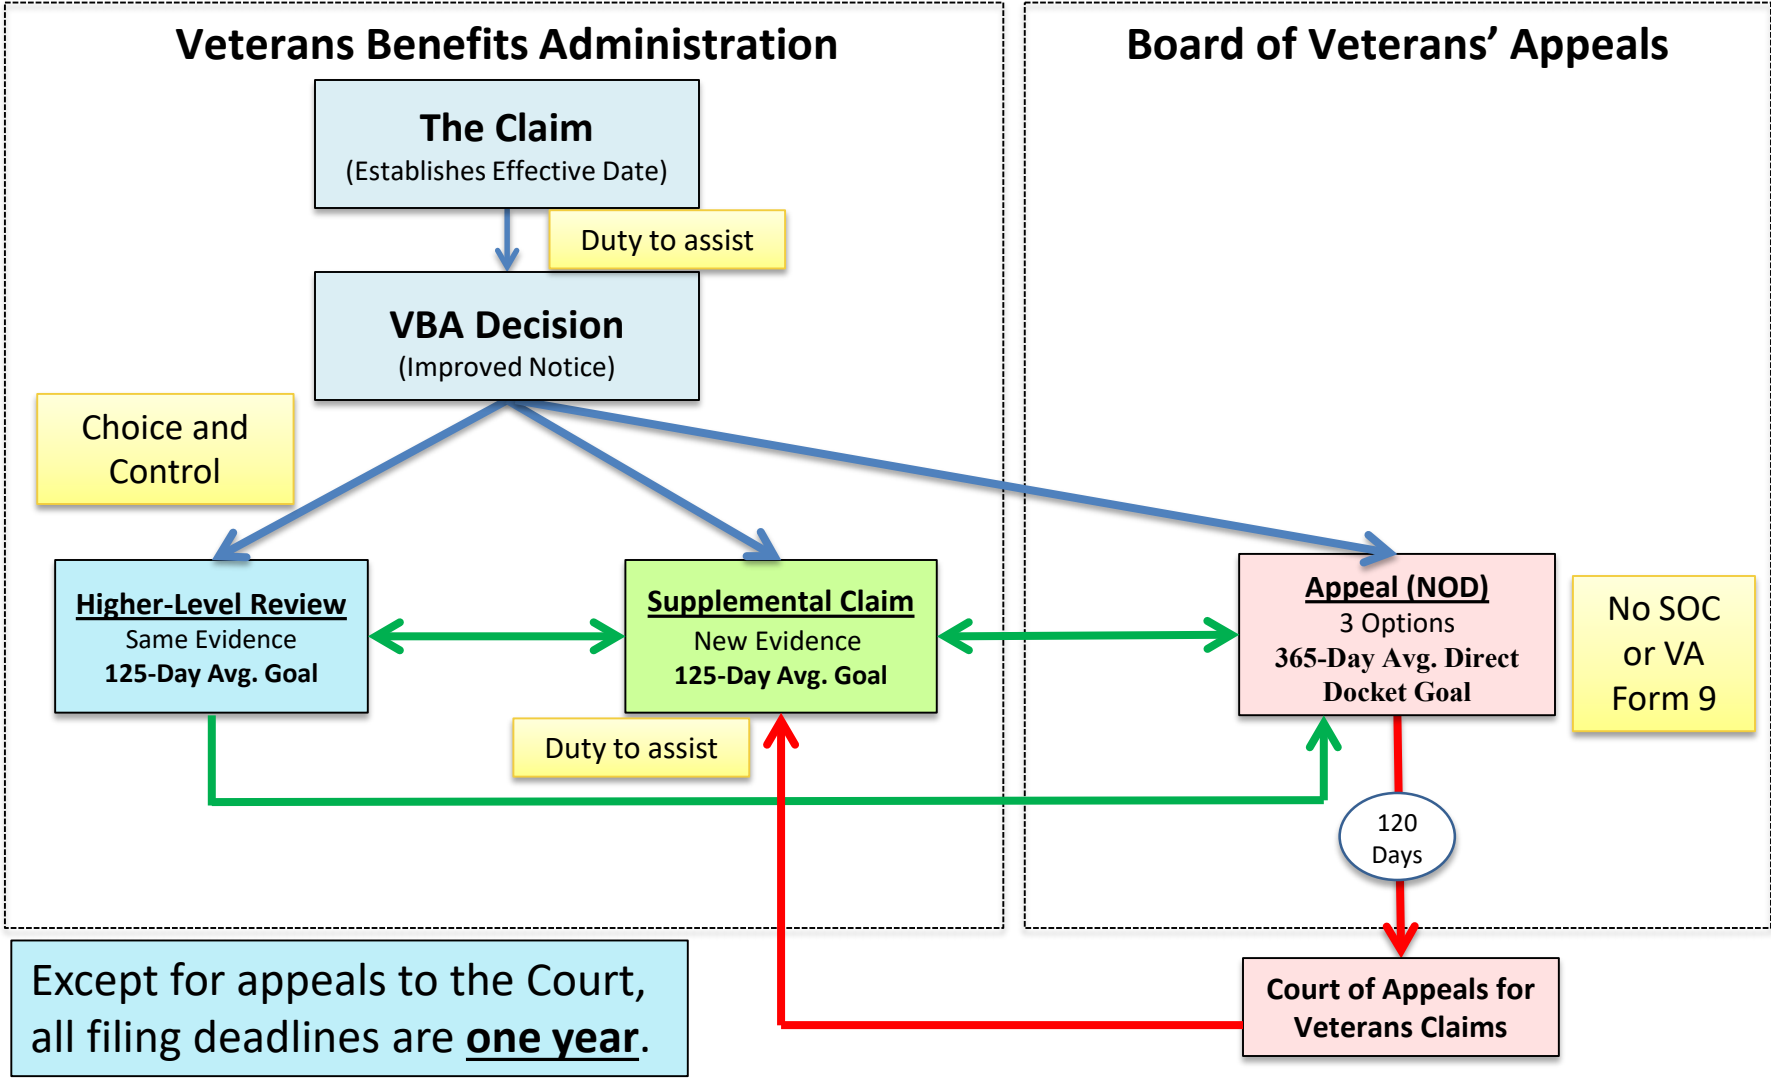 Veterans Benefits Administration
Board of Veterans’ Appeals
The Claim
(Establishes Effective Date)
Duty to assist
VBA Decision
(Improved Notice)
Choice and
Control
Higher-Level Review
Same Evidence
125-Day Avg. Goal
Supplemental Claim
New Evidence
125-Day Avg. Goal
Appeal (NOD)
3 Options
365-Day Avg. Direct
Docket Goal
No SOC
or VA
Form 9
Duty to assist
120
Days
Except for appeals to the Court,
all filing deadlines are one year.
Court of Appeals for
Veterans Claims